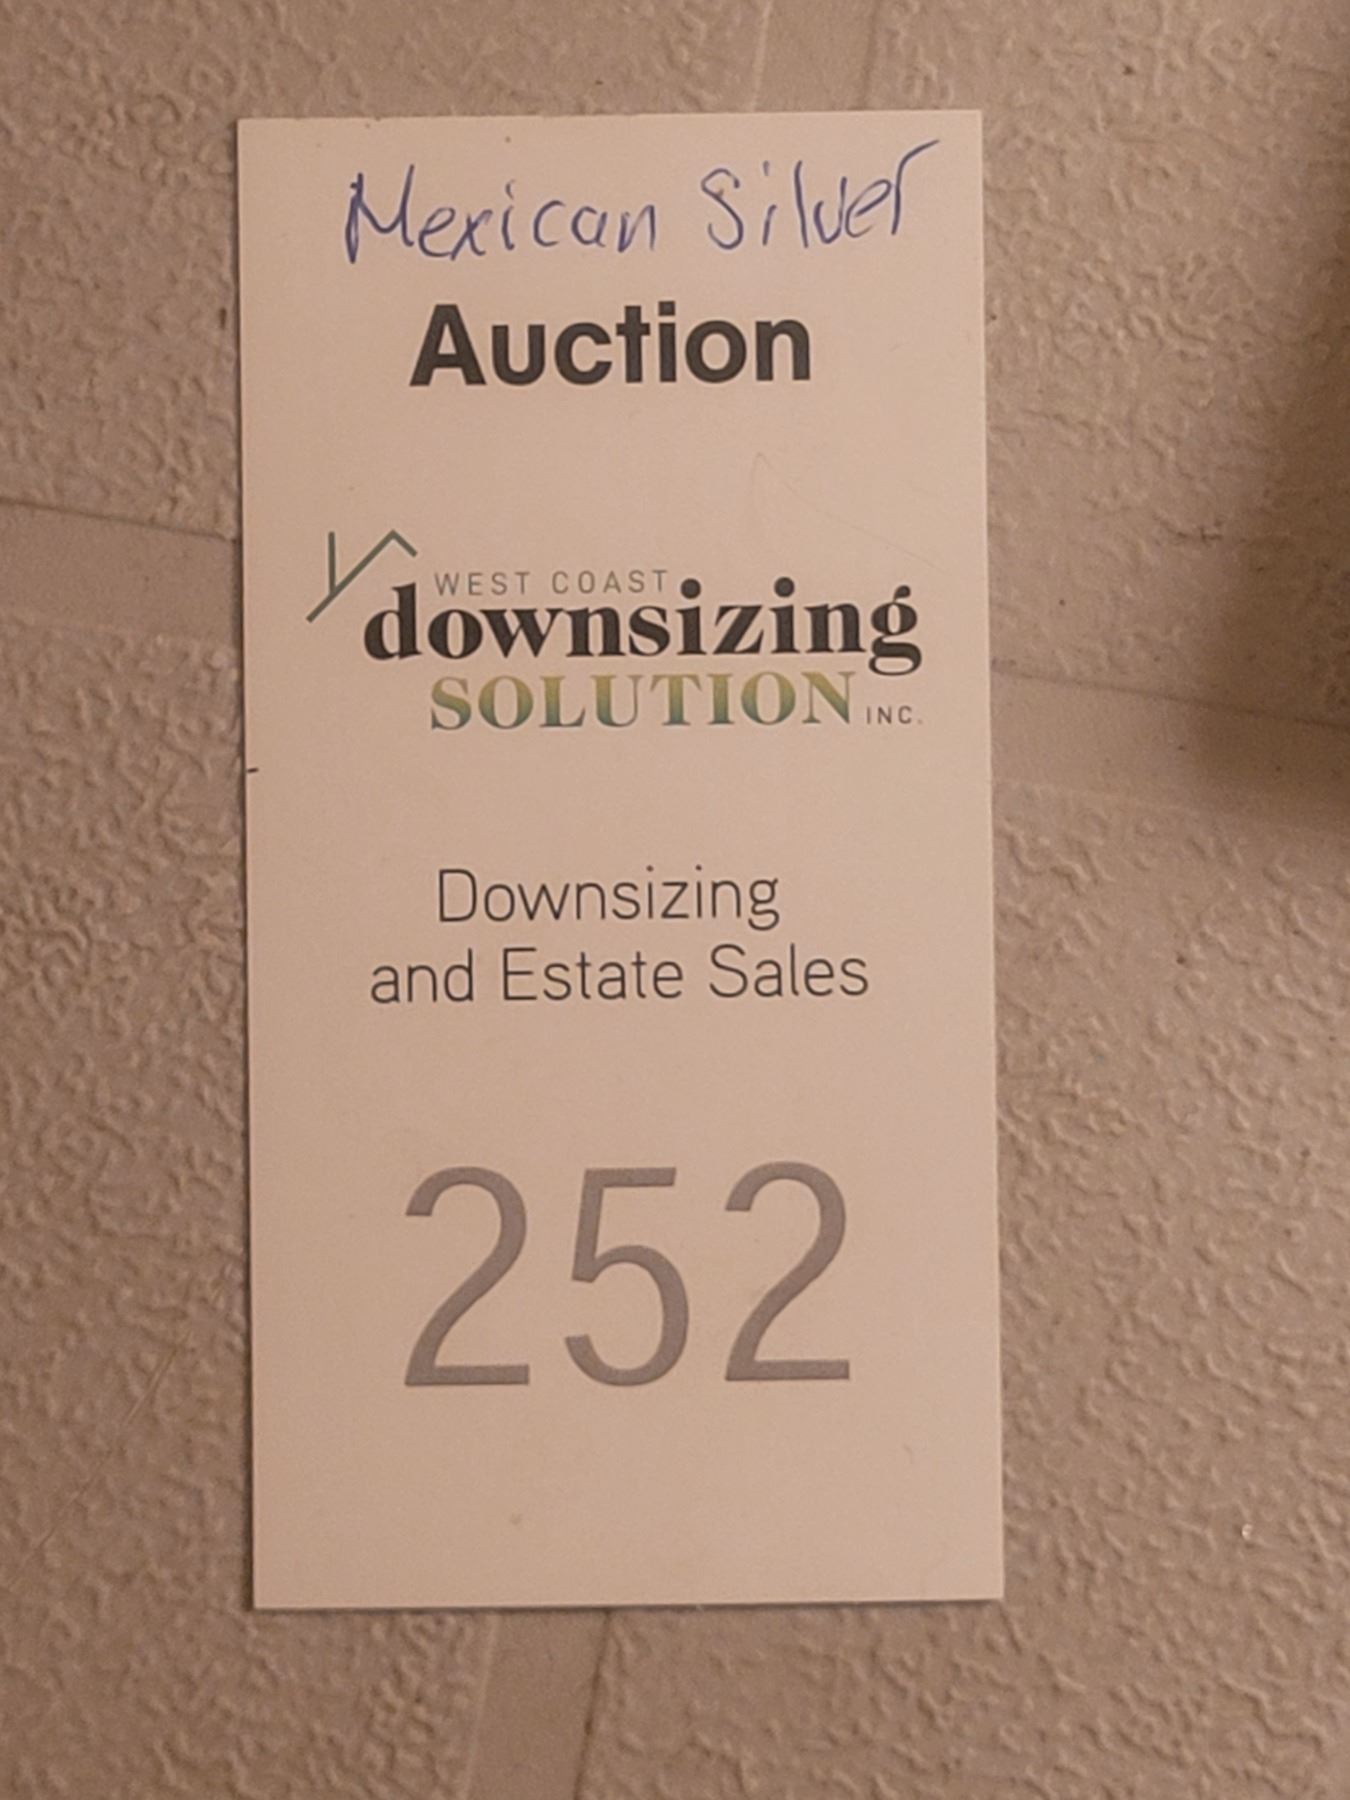 Mexican Silver
Auction
WEST COAST
downsizing
SOLUTION INC.
Downsizing
and Estate Sales
252